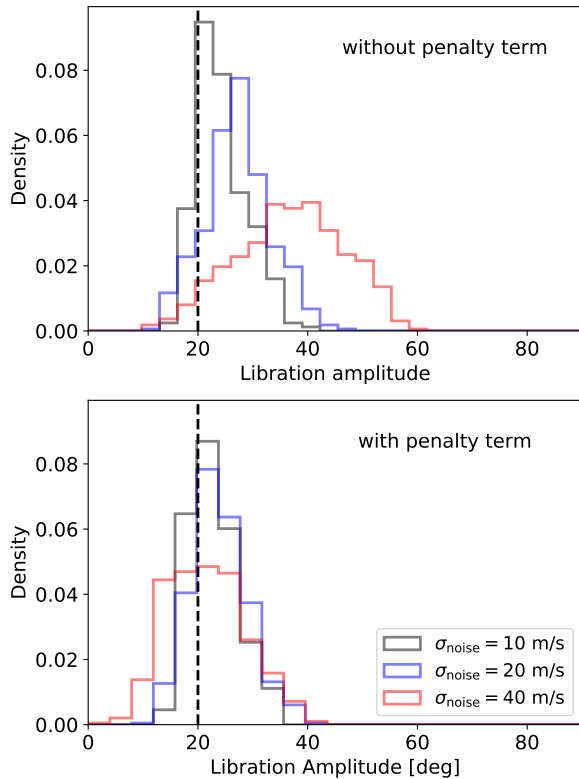 without penalty term
Density
0.08
0.06
0.04
0.02
0.00
0 20 40 60 80
Libration amplitude
with penalty term
Density
0.08
0.06
0.04
0.02
0.00
σnoise = 10 m/s
σnoise = 20 m/s
σnoise = 40 m/s
0 20 40 60 80
Libration Amplitude [deg]